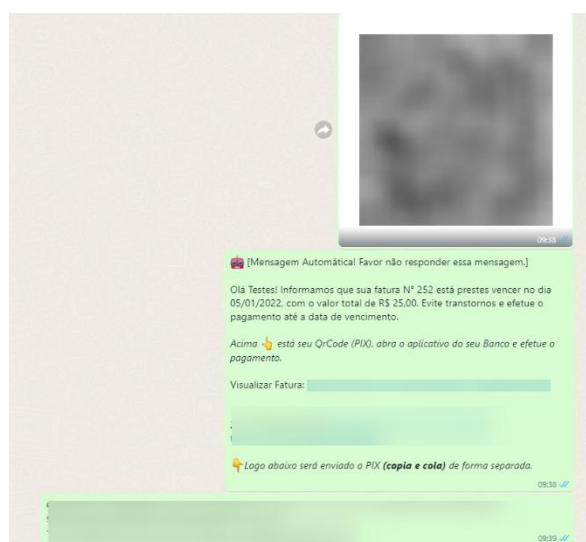 09:38
[Mensagem Automática! Favor não responder essa mensagem.]
Olá Testes! Informamos que sua fatura N° 252 está prestes vencer no dia
05/01/2022, com o valor total de R$ 25,00. Evite transtornos e efetue o
pagamento até a data de vencimento.
Acima 👆 está seu QrCode (PIX), abra o aplicativo do seu Banco e efetue o
pagamento.
Visualizar Fatura:
👇Logo abaixo será enviado o PIX (copia e cola) de forma separada.
09:38
09:39